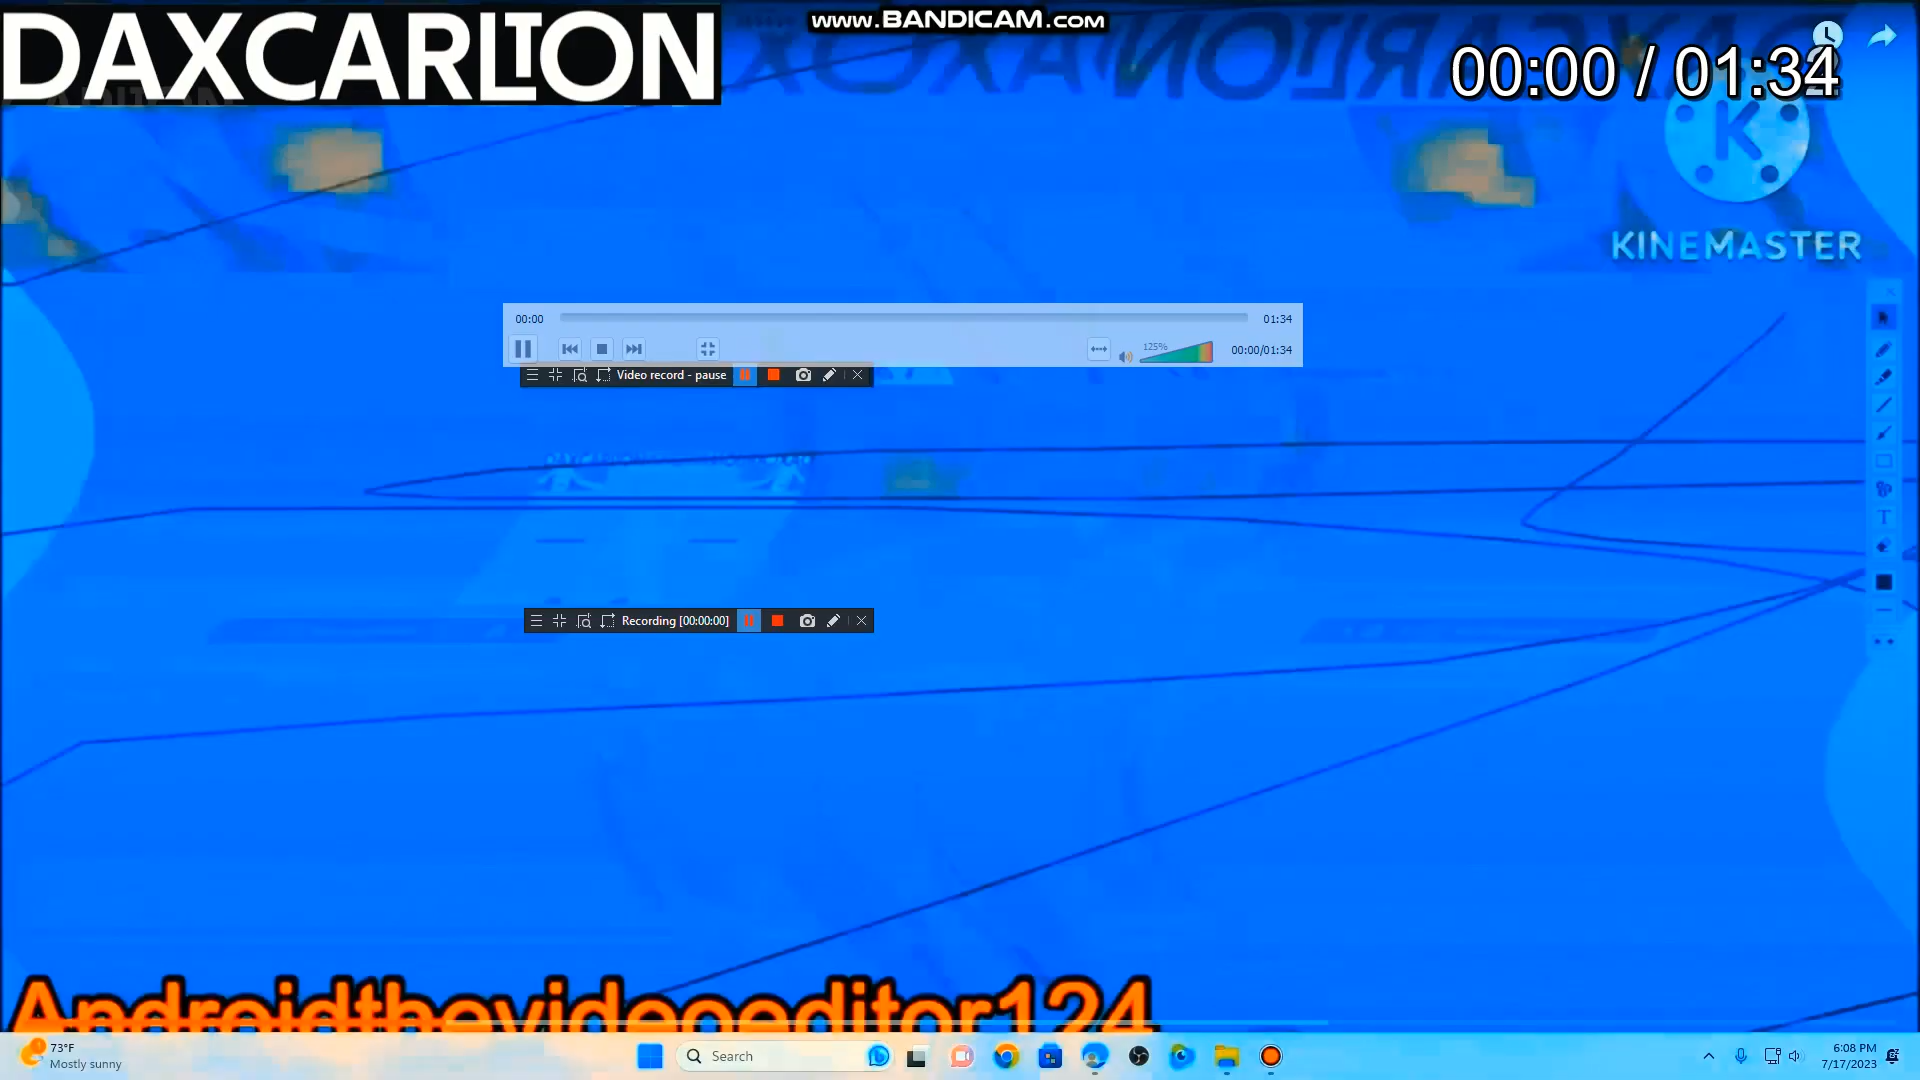 DAXCARLTON
www.BANDICAM.com
00:00 / 01:34
K
KINEMASTER
00:00
01:34
125%
00:00/01:34
Video record - pause
Recording [00:00:00]
T
Androidthevideoeditor124
73°F
Mostly sunny
Search
6:08 PM
7/17/2023